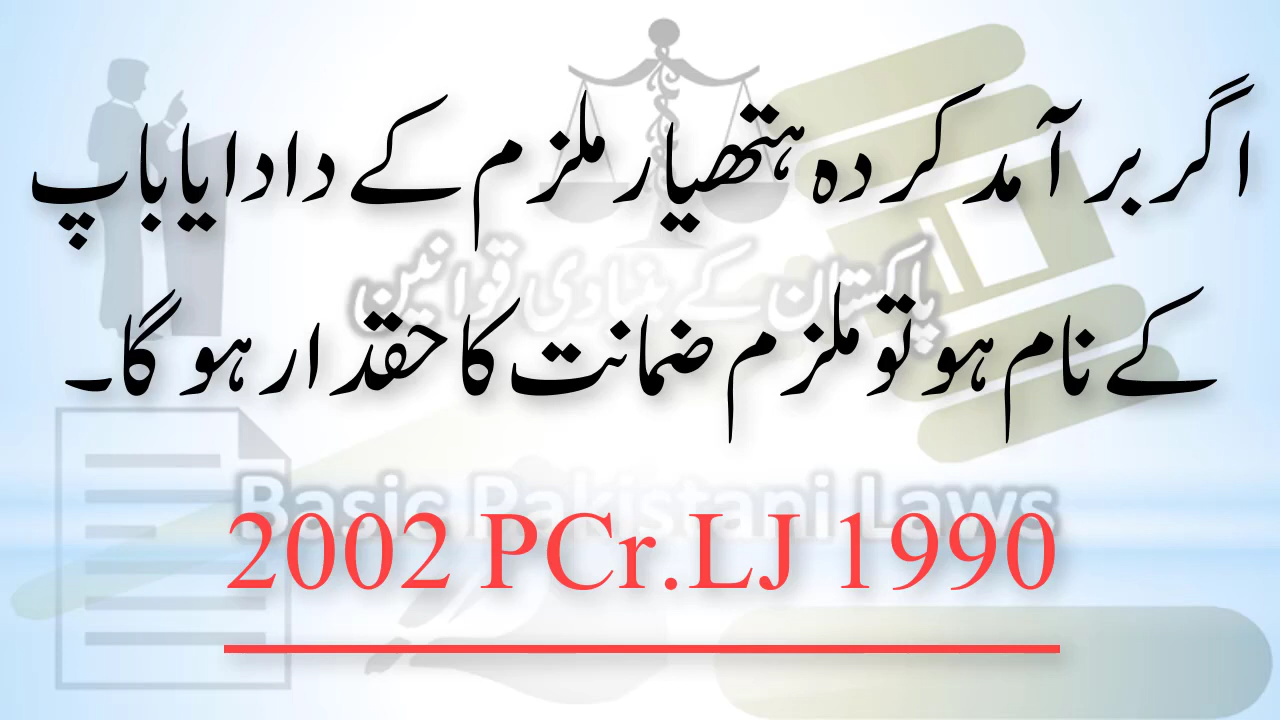 اگر برآمد کردہ ہتھیار ملزم کے دادا یا باپ
پاکستان کے بنیادی قوانین
کے نام ہو تو ملزم ضمانت کا حقدار ہو گا۔
Basic Pakistani Laws
2002 PCr.LJ 1990